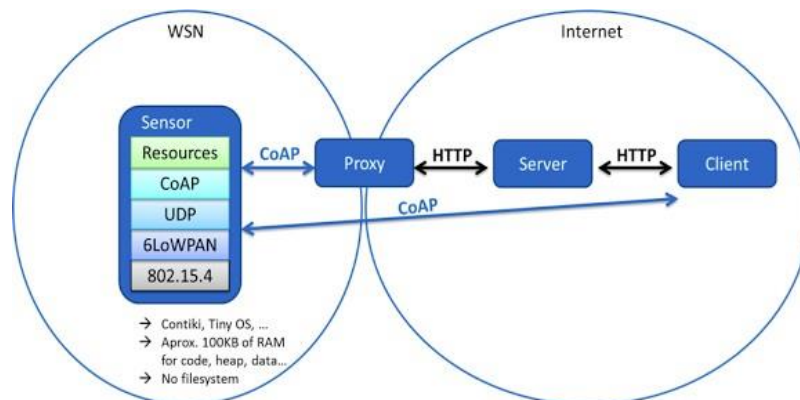 WSN
Internet
Sensor
Resources
CoAP
UDP
6LoWPAN
802.15.4
CoAP
Proxy
HTTP
Server
HTTP
Client
CoAP
→ Contiki, Tiny OS, ...
→ Aprox. 100KB of RAM
for code, heap, data...
→ No filesystem